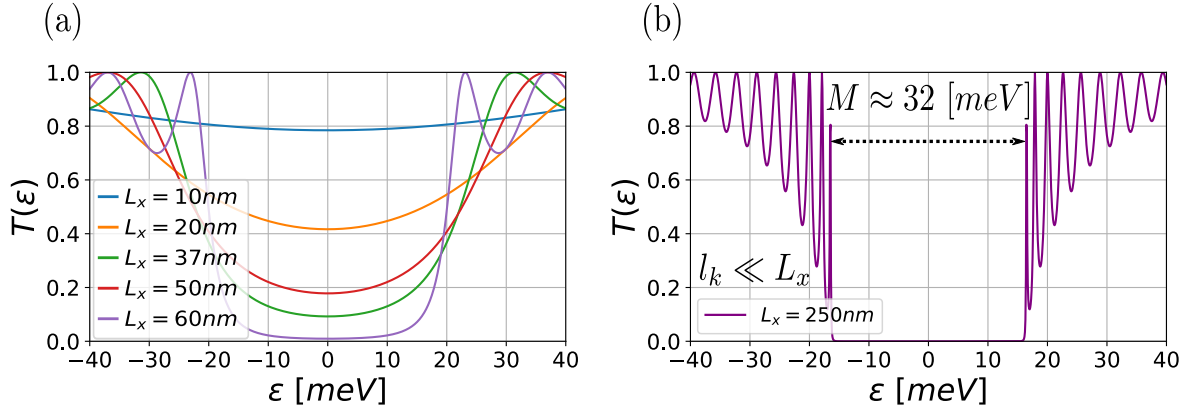 (a)
1.0
0.8
0.6
0.4
0.2
0.0
T(ε)
L_x = 10nm
L_x = 20nm
L_x = 37nm
L_x = 50nm
L_x = 60nm
−40 −30 −20 −10 0 10 20 30 40
ε [meV]
(b)
1.0
0.8
0.6
0.4
0.2
0.0
T(ε)
M ≈ 32 [meV]
l_k ≪ L_x
L_x = 250nm
−40 −30 −20 −10 0 10 20 30 40
ε [meV]